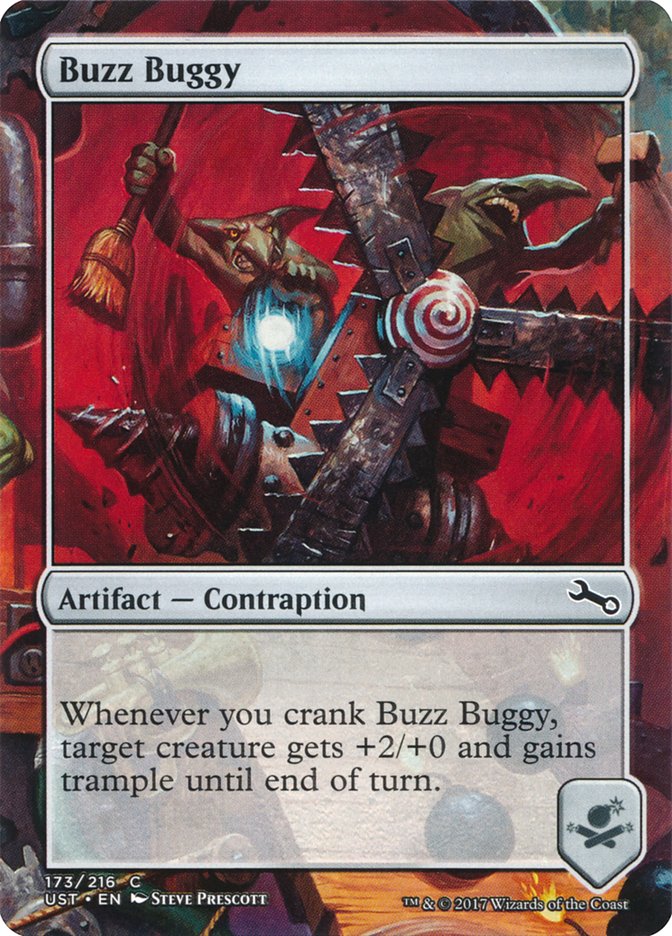 Buzz Buggy
Artifact — Contraption
Whenever you crank Buzz Buggy,
target creature gets +2/+0 and gains
trample until end of turn.
173/216 C
UST • EN Steve Prescott
™ & © 2017 Wizards of the Coast